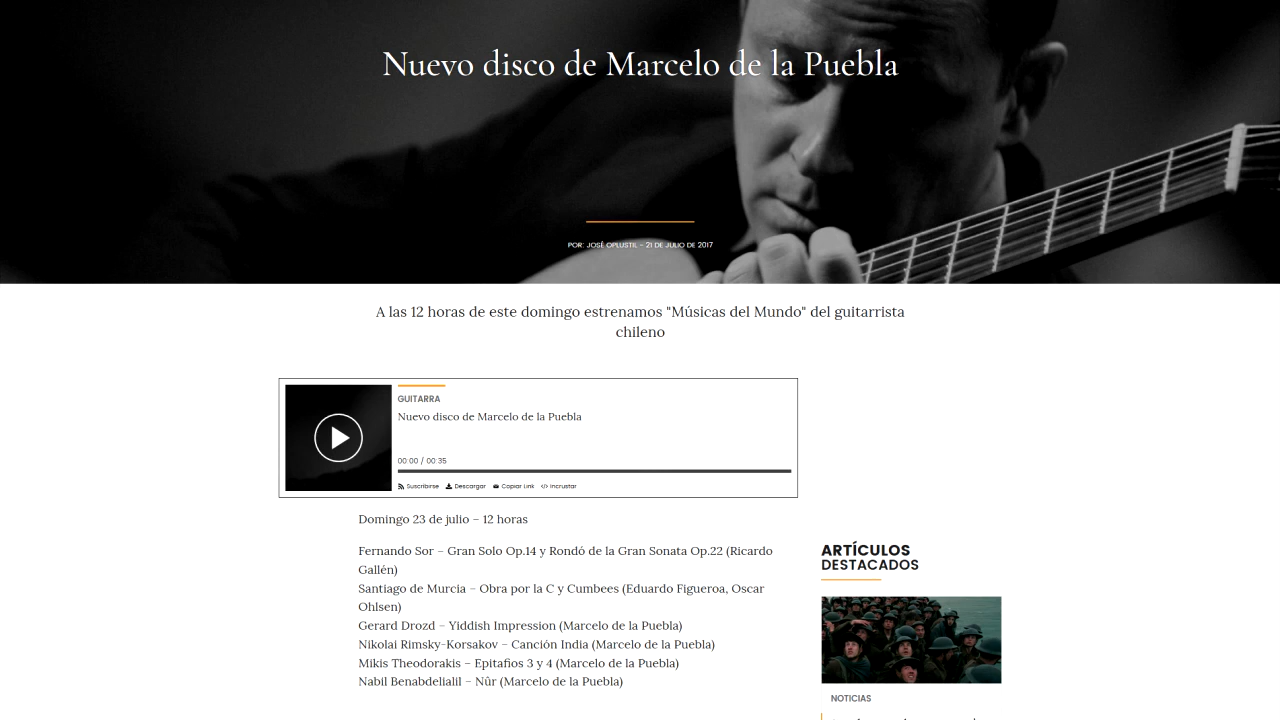 Nuevo disco de Marcelo de la Puebla
POR: JOSÉ OPLUSTIL – 21 DE JULIO DE 2017
A las 12 horas de este domingo estrenamos "Músicas del Mundo" del guitarrista
chileno
GUITARRA
Nuevo disco de Marcelo de la Puebla
00:00 / 00:35
Suscribirse Descargar Copiar Link Incrustar
Domingo 23 de julio – 12 horas
Fernando Sor – Gran Solo Op.14 y Rondó de la Gran Sonata Op.22 (Ricardo
Gallén)
Santiago de Murcia – Obra por la C y Cumbees (Eduardo Figueroa, Oscar
Ohlsen)
Gerard Drozd – Yiddish Impression (Marcelo de la Puebla)
Nikolai Rimsky-Korsakov – Canción India (Marcelo de la Puebla)
Mikis Theodorakis – Epitafios 3 y 4 (Marcelo de la Puebla)
Nabil Benabdelialil – Nûr (Marcelo de la Puebla)
ARTÍCULOS
DESTACADOS
NOTICIAS